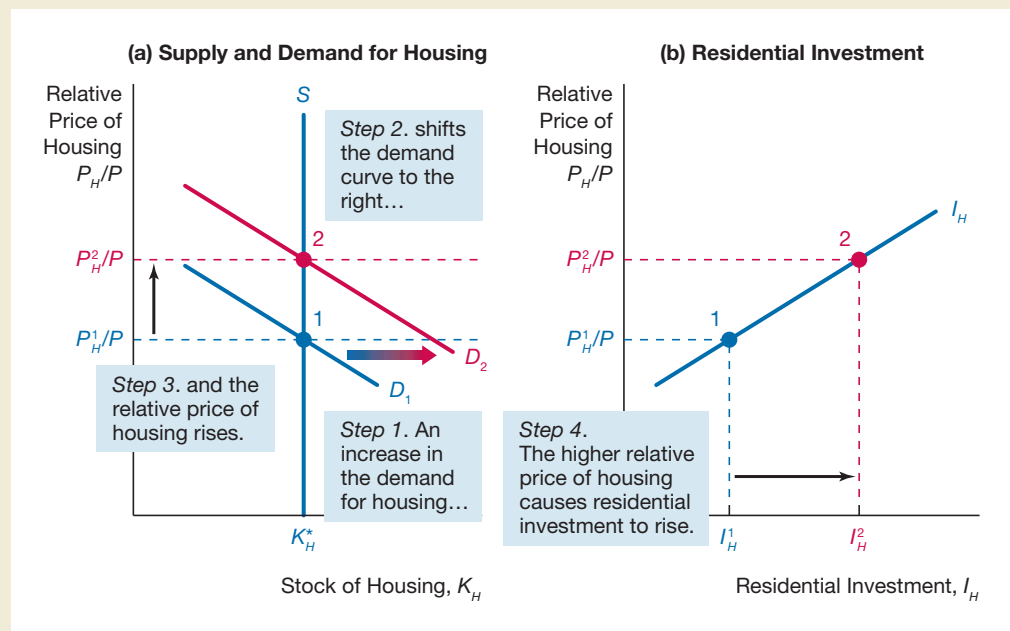 (a) Supply and Demand for Housing
Relative
Price of
Housing
P_H/P
S
Step 2. shifts
the demand
curve to the
right…
2
P²_H/P
1
P¹_H/P
D₂
D₁
Step 3. and the
relative price of
housing rises.
Step 1. An
increase in
the demand
for housing…
K*_H
Stock of Housing, K_H
(b) Residential Investment
Relative
Price of
Housing
P_H/P
I_H
2
P²_H/P
1
P¹_H/P
Step 4.
The higher relative
price of housing
causes residential
investment to rise.
I¹_H
I²_H
Residential Investment, I_H